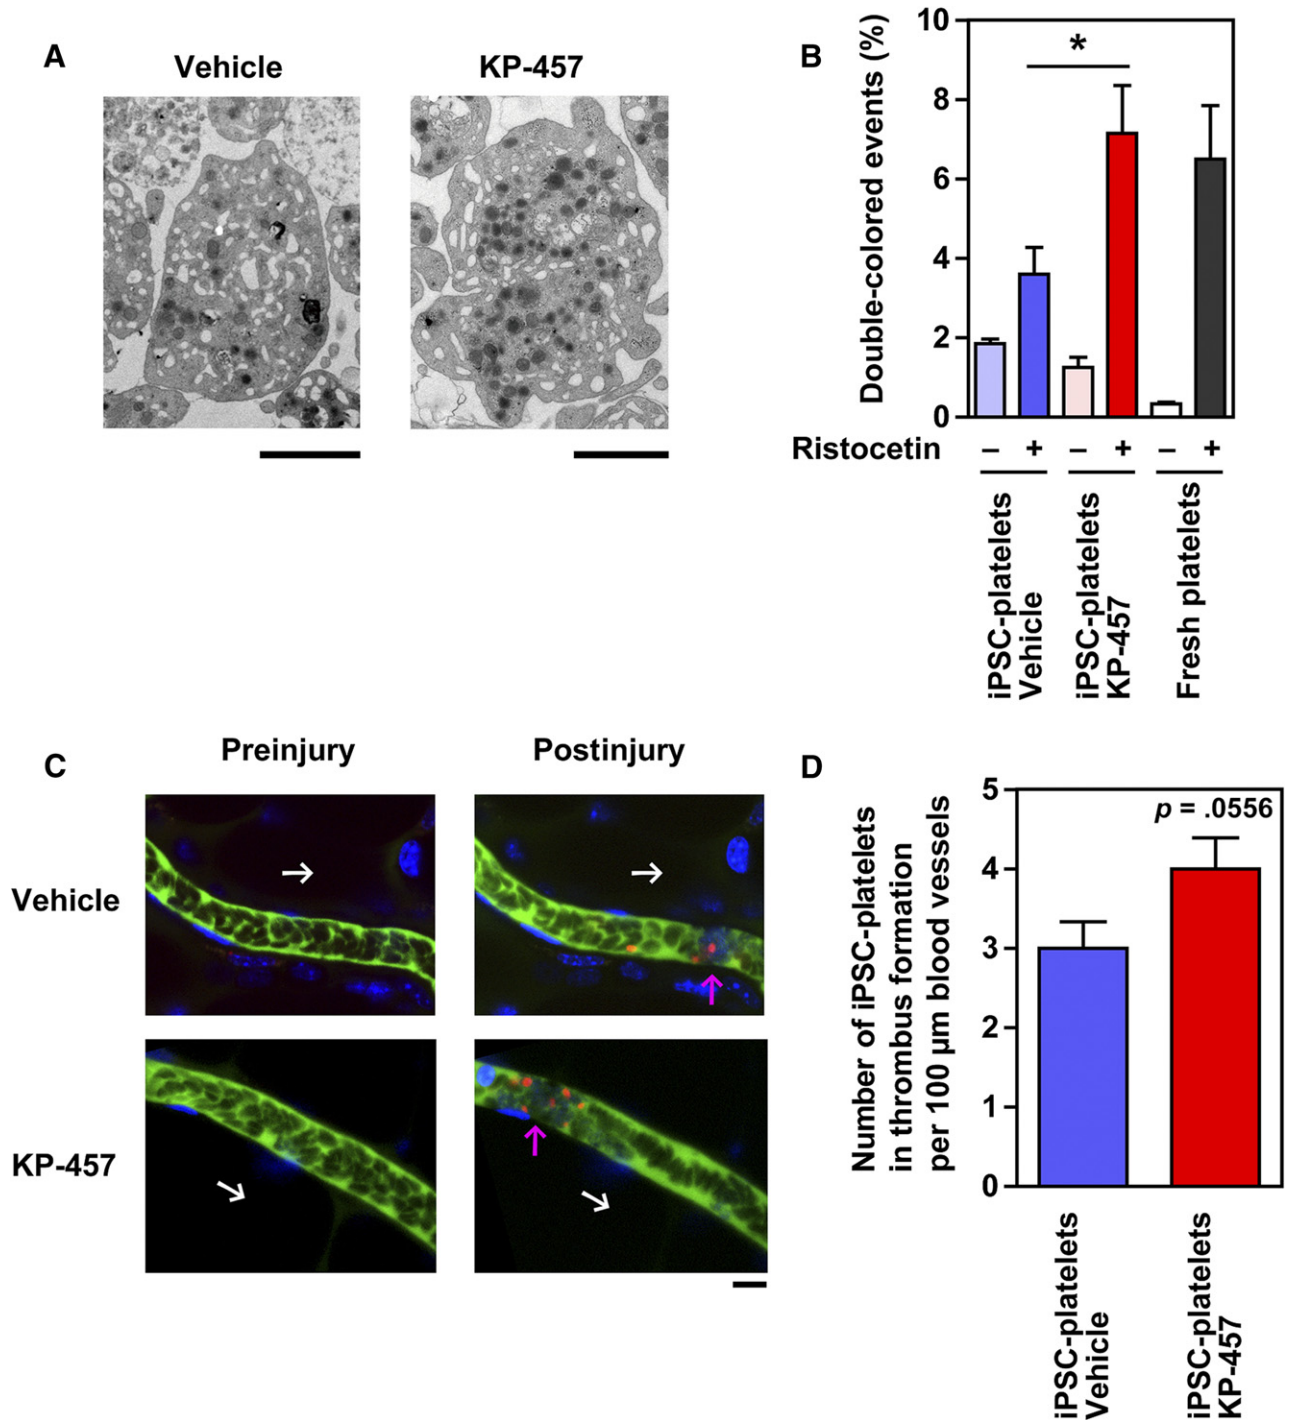 A
Vehicle
KP-457
B
Double-colored events (%)
10
8
6
4
2
0
*
Ristocetin
– + – + – +
iPSC-platelets
Vehicle
iPSC-platelets
KP-457
Fresh platelets
C
Preinjury
Postinjury
Vehicle
KP-457
D
Number of iPSC-platelets
in thrombus formation
per 100 μm blood vessels
5
4
3
2
1
0
p = .0556
iPSC-platelets
Vehicle
iPSC-platelets
KP-457